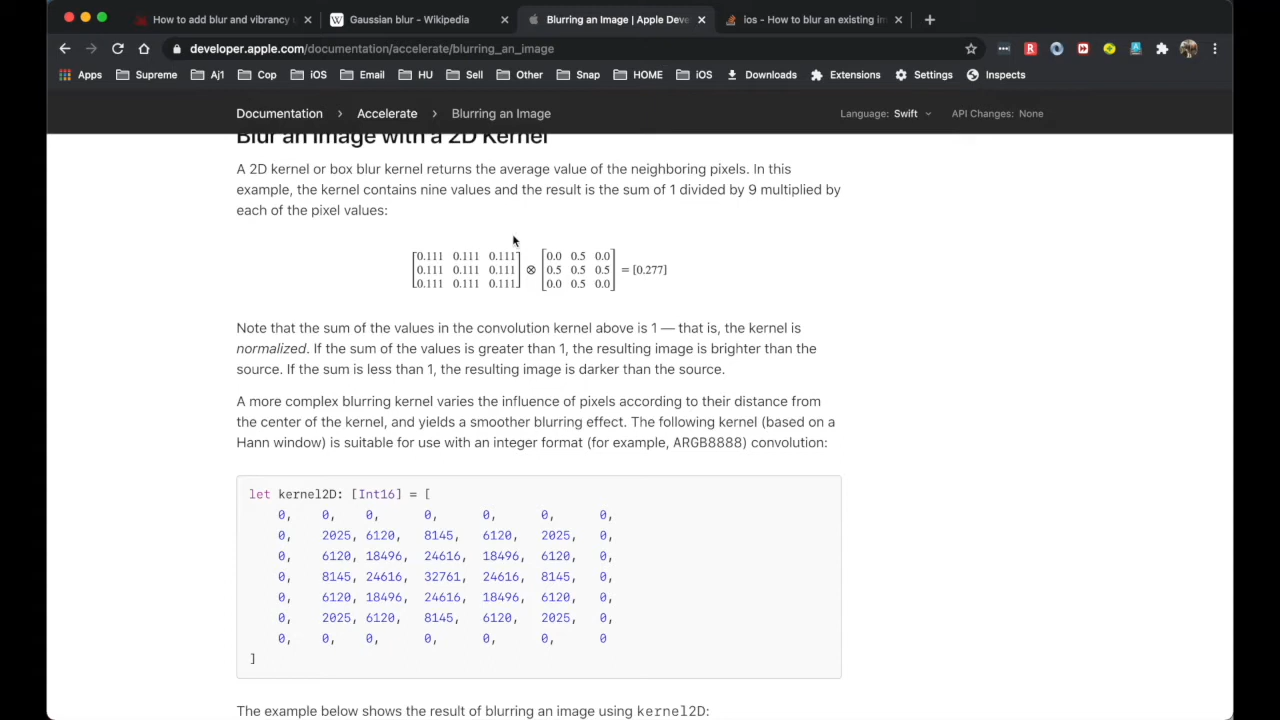 How to add blur and vibrancy
Gaussian blur - Wikipedia
Blurring an Image | Apple Deve
ios - How to blur an existing im
developer.apple.com/documentation/accelerate/blurring_an_image
Apps Supreme Aj1 Cop iOS Email HU Sell Other Snap HOME iOS Downloads Extensions Settings Inspects
Documentation > Accelerate > Blurring an Image Language: Swift API Changes: None
Blur an Image with a 2D Kernel
A 2D kernel or box blur kernel returns the average value of the neighboring pixels. In this
example, the kernel contains nine values and the result is the sum of 1 divided by 9 multiplied by
each of the pixel values:
0.111 0.111 0.111 0.0 0.5 0.0
0.111 0.111 0.111 ⊗ 0.5 0.5 0.5 = [0.277]
0.111 0.111 0.111 0.0 0.5 0.0
Note that the sum of the values in the convolution kernel above is 1 — that is, the kernel is
normalized. If the sum of the values is greater than 1, the resulting image is brighter than the
source. If the sum is less than 1, the resulting image is darker than the source.
A more complex blurring kernel varies the influence of pixels according to their distance from
the center of the kernel, and yields a smoother blurring effect. The following kernel (based on a
Hann window) is suitable for use with an integer format (for example, ARGB8888) convolution:
let kernel2D: [Int16] = [
0, 0, 0, 0, 0, 0, 0,
0, 2025, 6120, 8145, 6120, 2025, 0,
0, 6120, 18496, 24616, 18496, 6120, 0,
0, 8145, 24616, 32761, 24616, 8145, 0,
0, 6120, 18496, 24616, 18496, 6120, 0,
0, 2025, 6120, 8145, 6120, 2025, 0,
0, 0, 0, 0, 0, 0, 0
]
The example below shows the result of blurring an image using kernel2D: